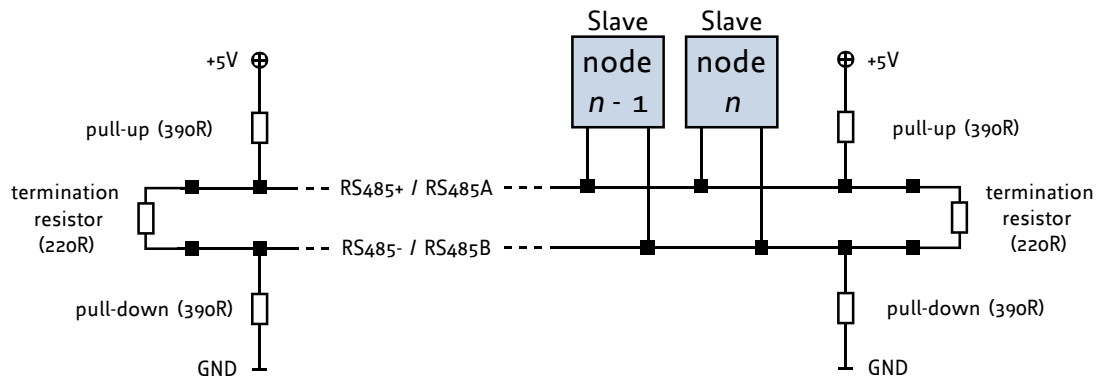 Slave
Slave
node
n - 1
node
n
+5V
+5V
pull-up (390R)
pull-up (390R)
termination
resistor
(220R)
RS485+ / RS485A
termination
resistor
(220R)
RS485- / RS485B
pull-down (390R)
pull-down (390R)
GND
GND